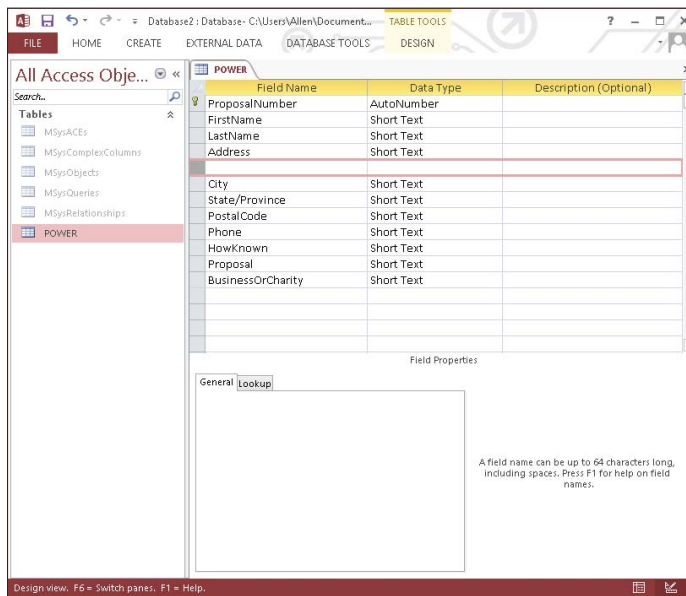 Database2 : Database- C:\Users\Allen\Document...
TABLE TOOLS
?
FILE
HOME
CREATE
EXTERNAL DATA
DATABASE TOOLS
DESIGN
All Access Obje...
Search..
Tables
MSysACEs
MSysComplexColumns
MSysObjects
MSysQueries
MSysRelationships
POWER
POWER
Field Name Data Type Description (Optional)
ProposalNumber AutoNumber
FirstName Short Text
LastName Short Text
Address Short Text
City Short Text
State/Province Short Text
PostalCode Short Text
Phone Short Text
HowKnown Short Text
Proposal Short Text
BusinessOrCharity Short Text
Field Properties
General Lookup
A field name can be up to 64 characters long,
including spaces. Press F1 for help on field
names.
Design view. F6 = Switch panes. F1 = Help.